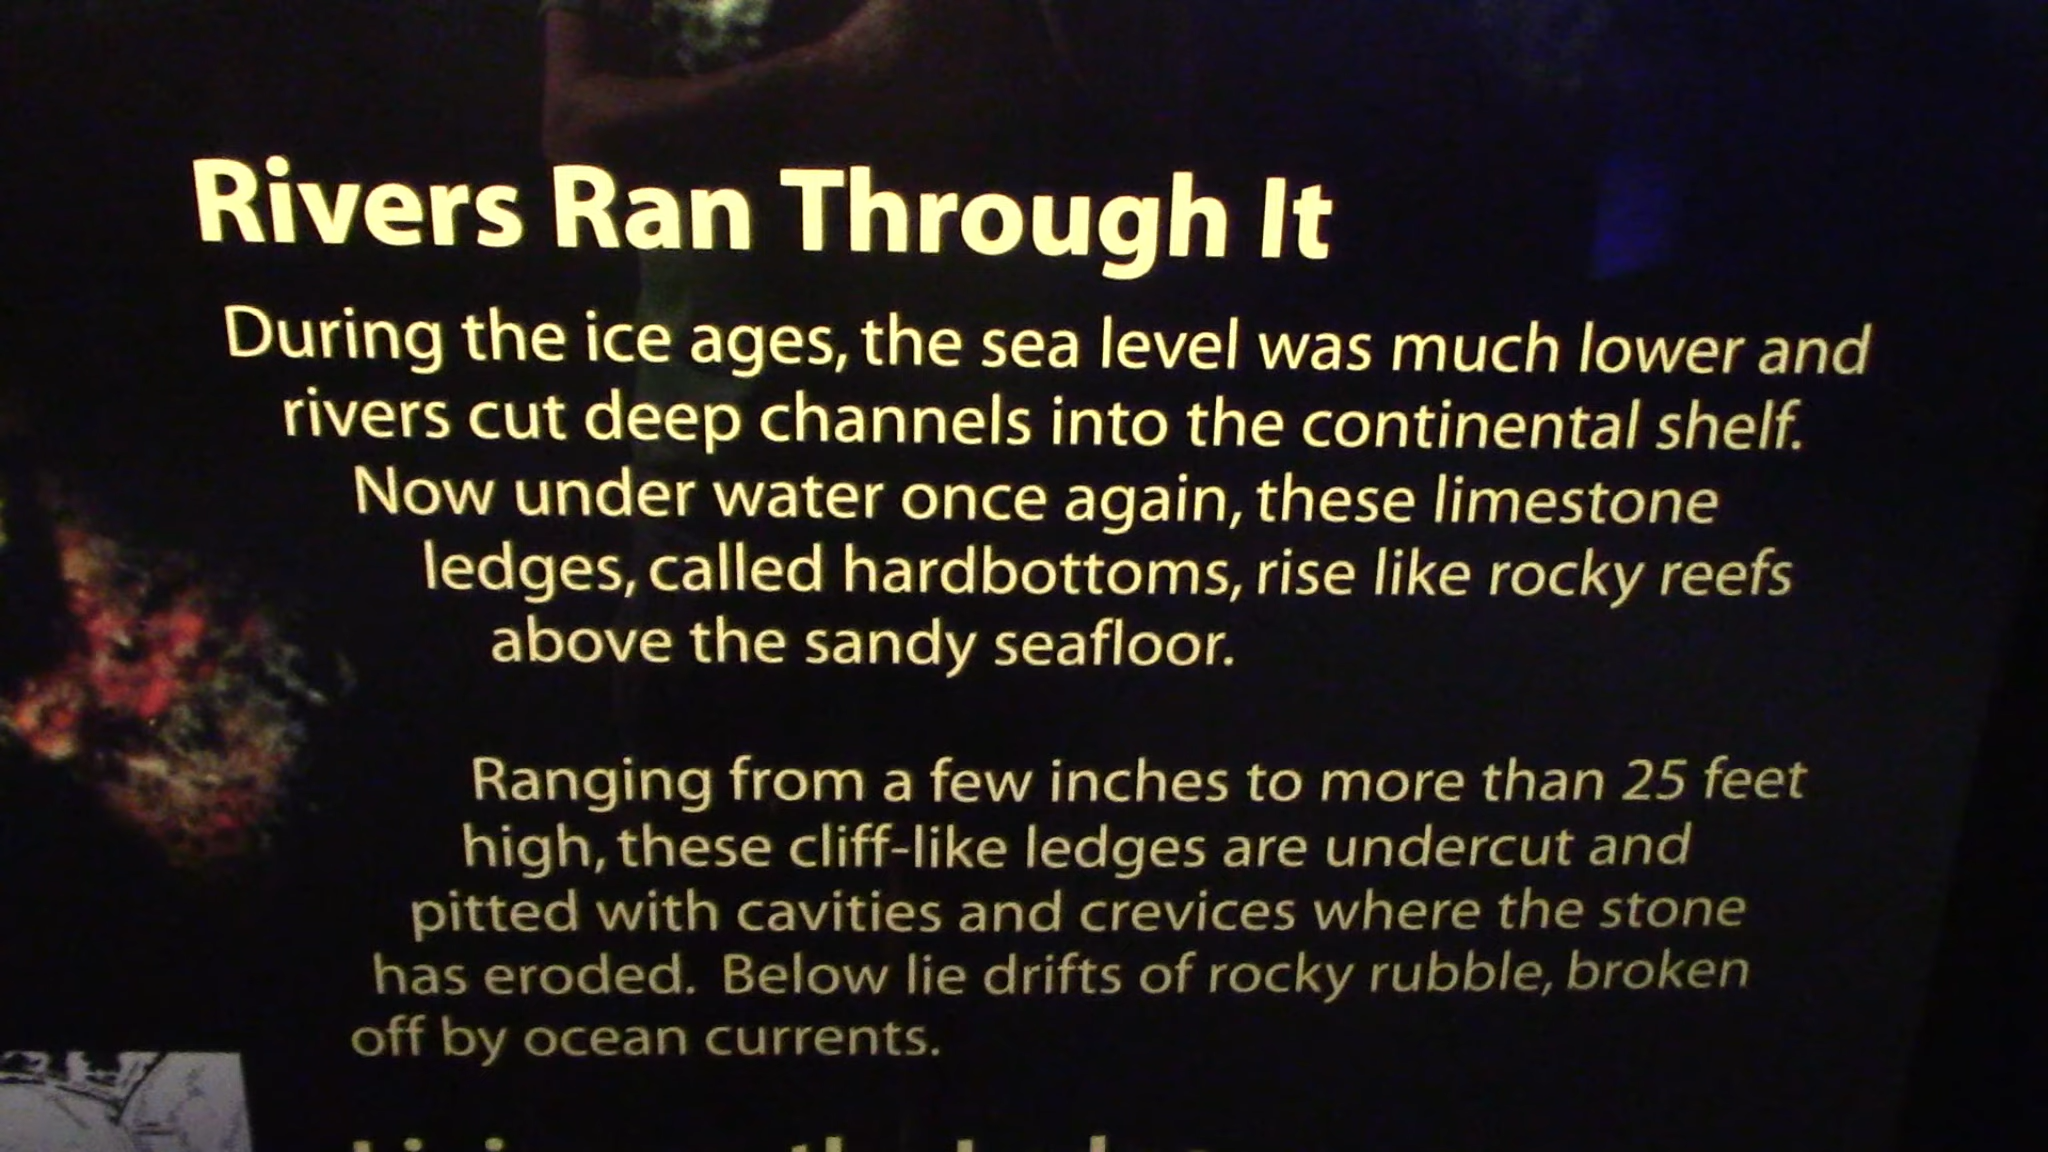 Rivers Ran Through It
During the ice ages, the sea level was much lower and
rivers cut deep channels into the continental shelf.
Now under water once again, these limestone
ledges, called hardbottoms, rise like rocky reefs
above the sandy seafloor.
Ranging from a few inches to more than 25 feet
high, these cliff-like ledges are undercut and
pitted with cavities and crevices where the stone
has eroded. Below lie drifts of rocky rubble, broken
off by ocean currents.